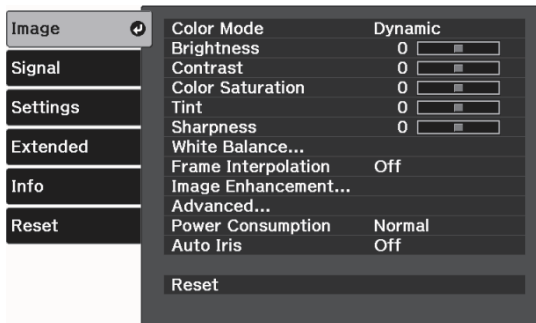 Image
Signal
Settings
Extended
Info
Reset
Color Mode Dynamic
Brightness 0
Contrast 0
Color Saturation 0
Tint 0
Sharpness 0
White Balance...
Frame Interpolation Off
Image Enhancement...
Advanced...
Power Consumption Normal
Auto Iris Off
Reset